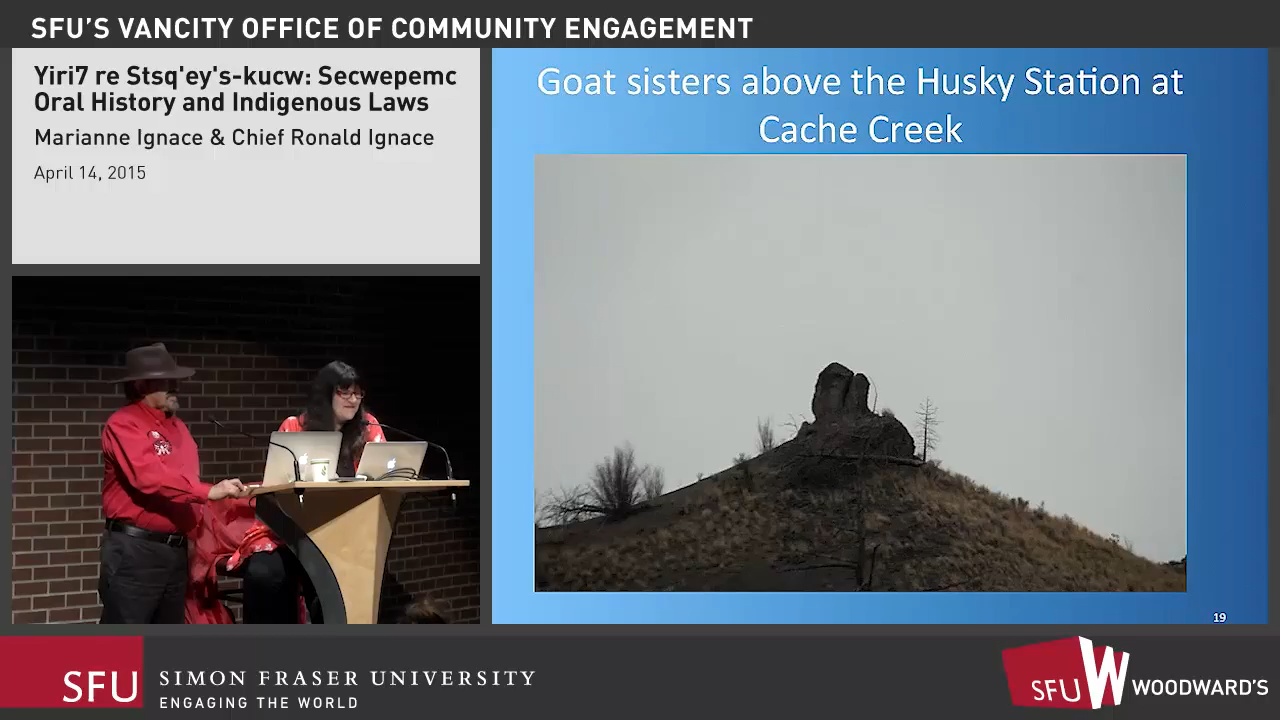 SFU'S VANCITY OFFICE OF COMMUNITY ENGAGEMENT
Yiri7 re Stsq'ey's-kucw: Secwepemc
Oral History and Indigenous Laws
Marianne Ignace & Chief Ronald Ignace
April 14, 2015
Goat sisters above the Husky Station at
Cache Creek
19
SFU
SIMON FRASER UNIVERSITY
ENGAGING THE WORLD
SFU W WOODWARD'S